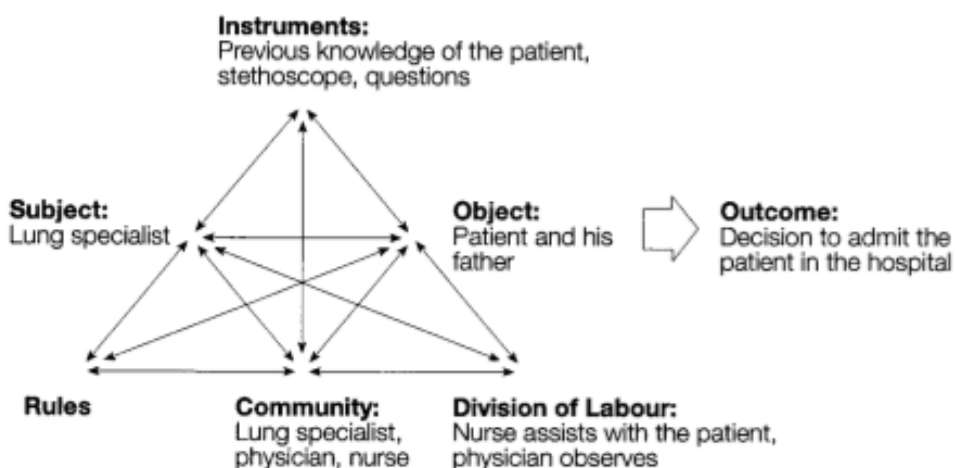 Instruments:
Previous knowledge of the patient,
stethoscope, questions
Subject:
Lung specialist
Object:
Patient and his
father
Outcome:
Decision to admit the
patient in the hospital
Rules
Community:
Lung specialist,
physician, nurse
Division of Labour:
Nurse assists with the patient,
physician observes